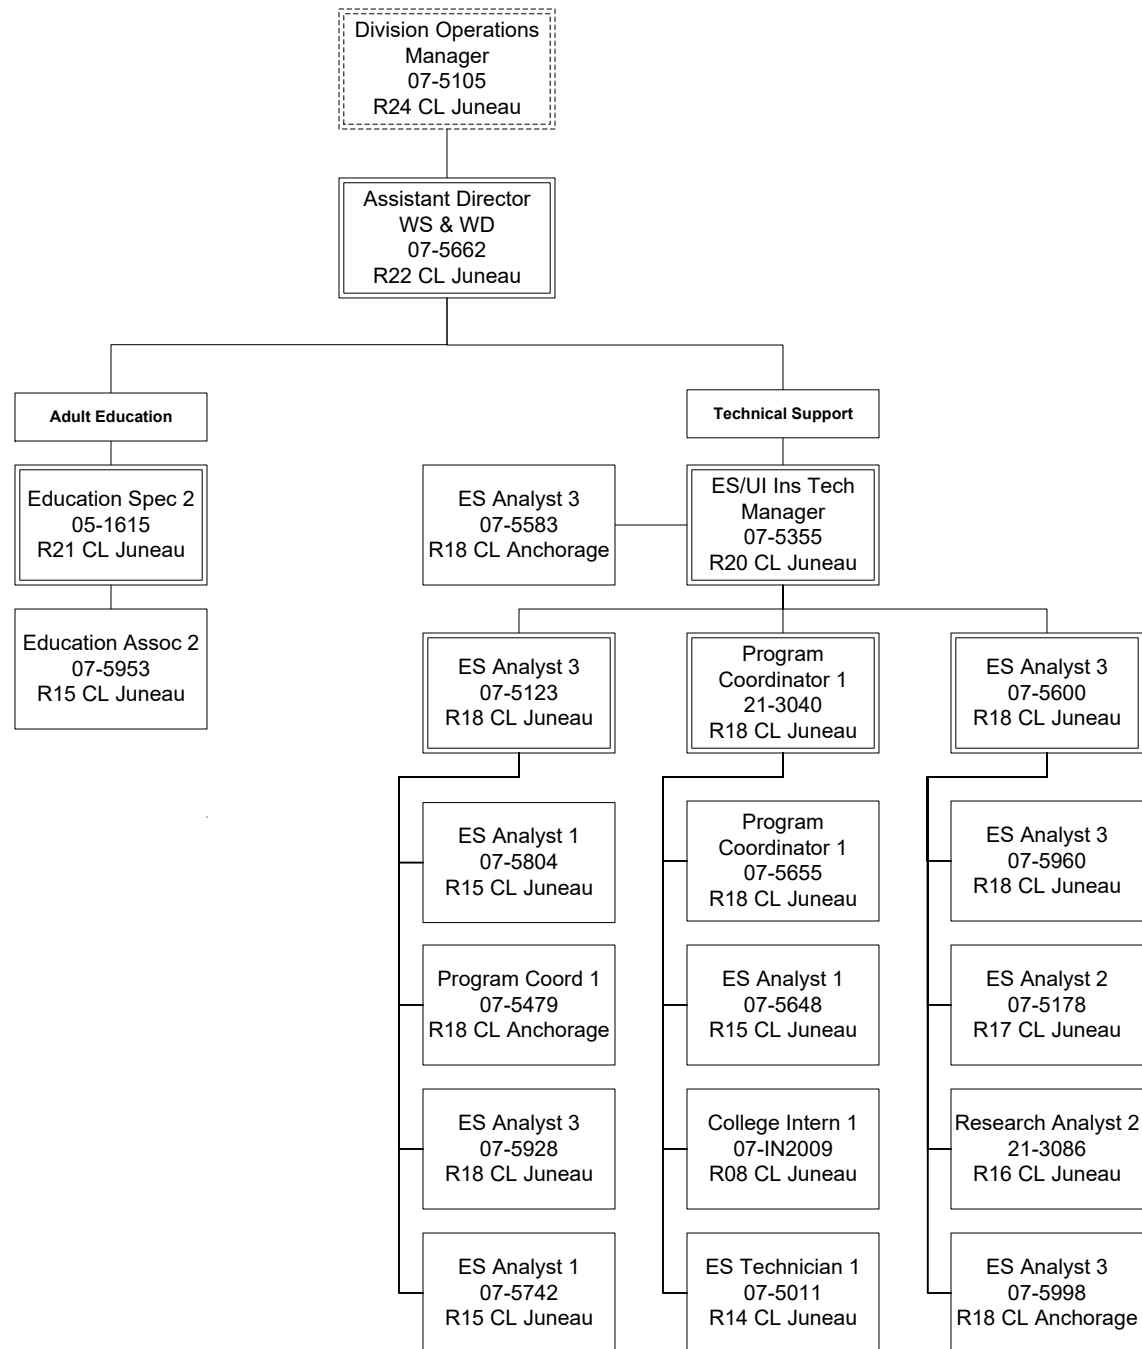 Division Operations
Manager
07-5105
R24 CL Juneau
Assistant Director
WS & WD
07-5662
R22 CL Juneau
Adult Education
Technical Support
Education Spec 2
05-1615
R21 CL Juneau
ES Analyst 3
07-5583
R18 CL Anchorage
ES/UI Ins Tech
Manager
07-5355
R20 CL Juneau
Education Assoc 2
07-5953
R15 CL Juneau
ES Analyst 3
07-5123
R18 CL Juneau
Program
Coordinator 1
21-3040
R18 CL Juneau
ES Analyst 3
07-5600
R18 CL Juneau
ES Analyst 1
07-5804
R15 CL Juneau
Program
Coordinator 1
07-5655
R18 CL Juneau
ES Analyst 3
07-5960
R18 CL Juneau
Program Coord 1
07-5479
R18 CL Anchorage
ES Analyst 1
07-5648
R15 CL Juneau
ES Analyst 2
07-5178
R17 CL Juneau
ES Analyst 3
07-5928
R18 CL Juneau
College Intern 1
07-IN2009
R08 CL Juneau
Research Analyst 2
21-3086
R16 CL Juneau
ES Analyst 1
07-5742
R15 CL Juneau
ES Technician 1
07-5011
R14 CL Juneau
ES Analyst 3
07-5998
R18 CL Anchorage